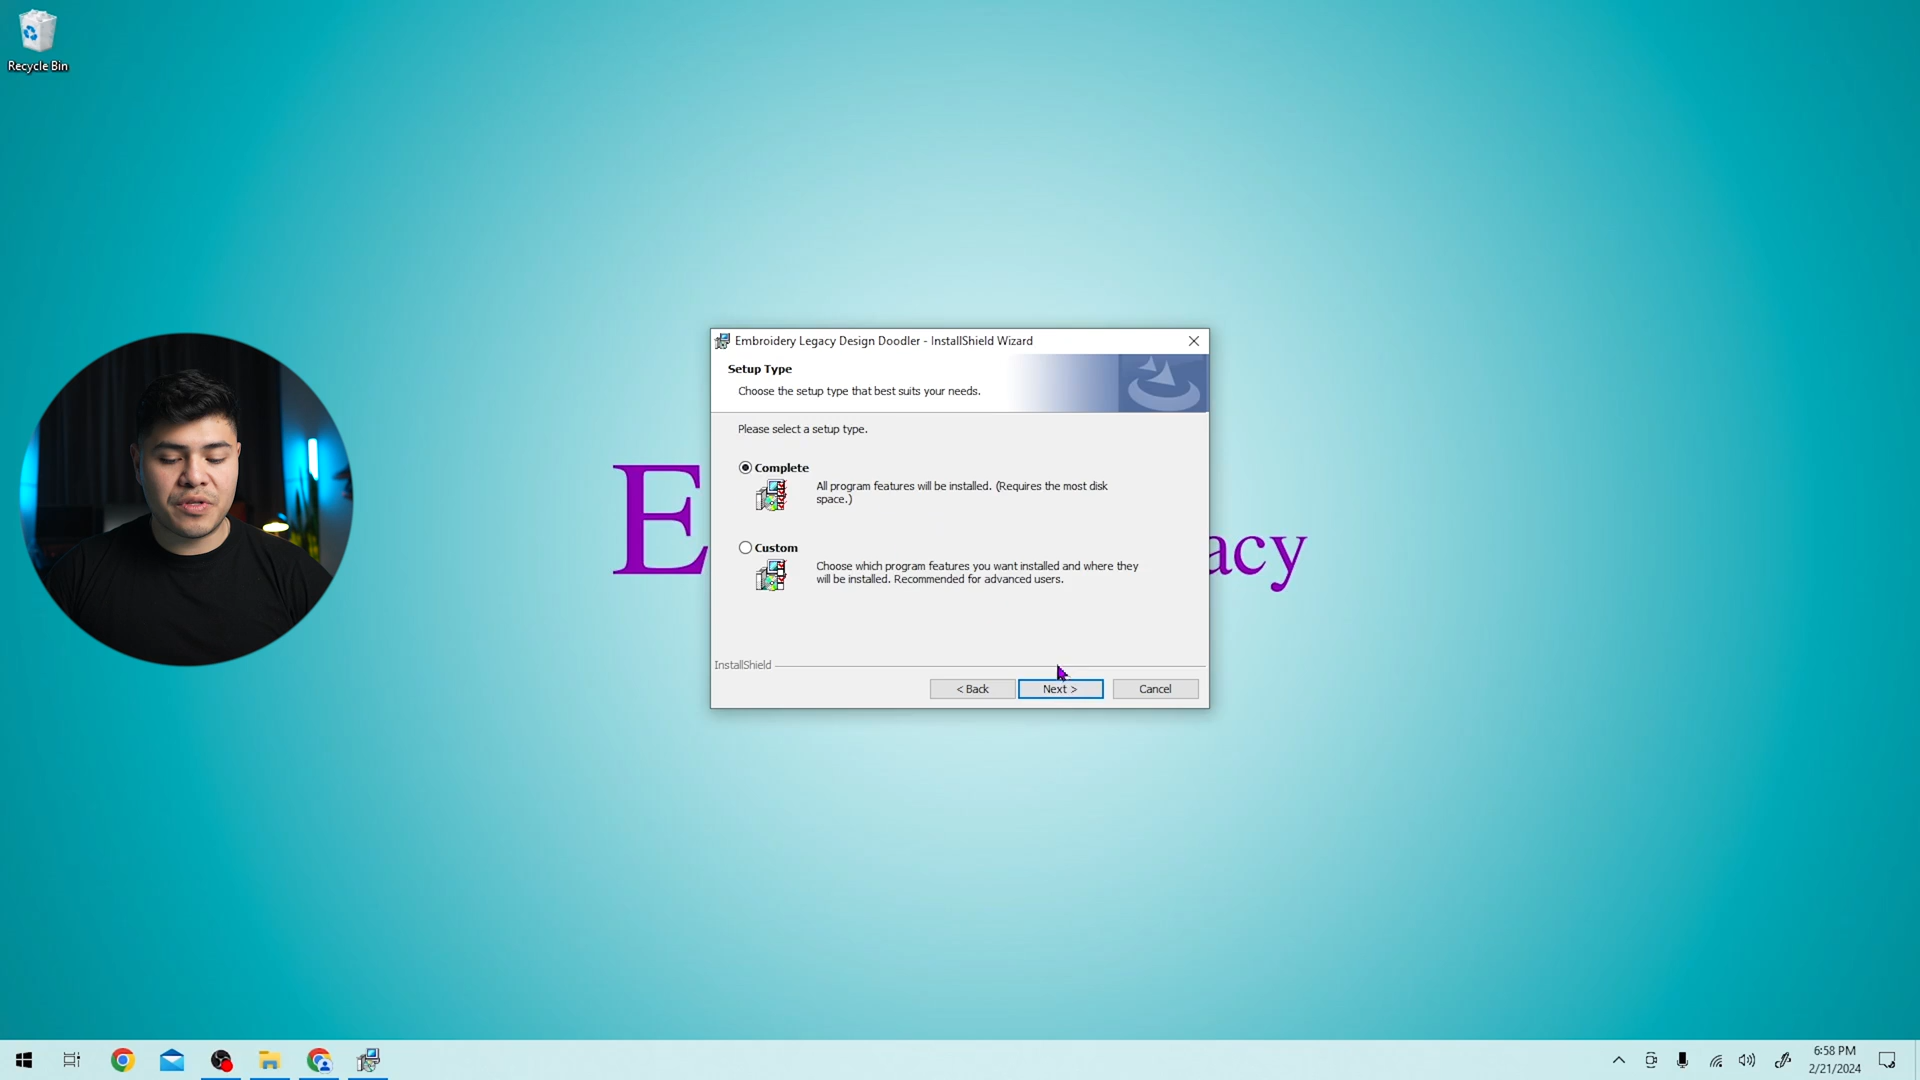 Recycle Bin
Embroidery Legacy Design Doodler - InstallShield Wizard
Setup Type
Choose the setup type that best suits your needs.
Please select a setup type.
Complete
All program features will be installed. (Requires the most disk
space.)
E
acy
Custom
Choose which program features you want installed and where they
will be installed. Recommended for advanced users.
InstallShield
< Back
Next >
Cancel
6:58 PM
2/21/2024